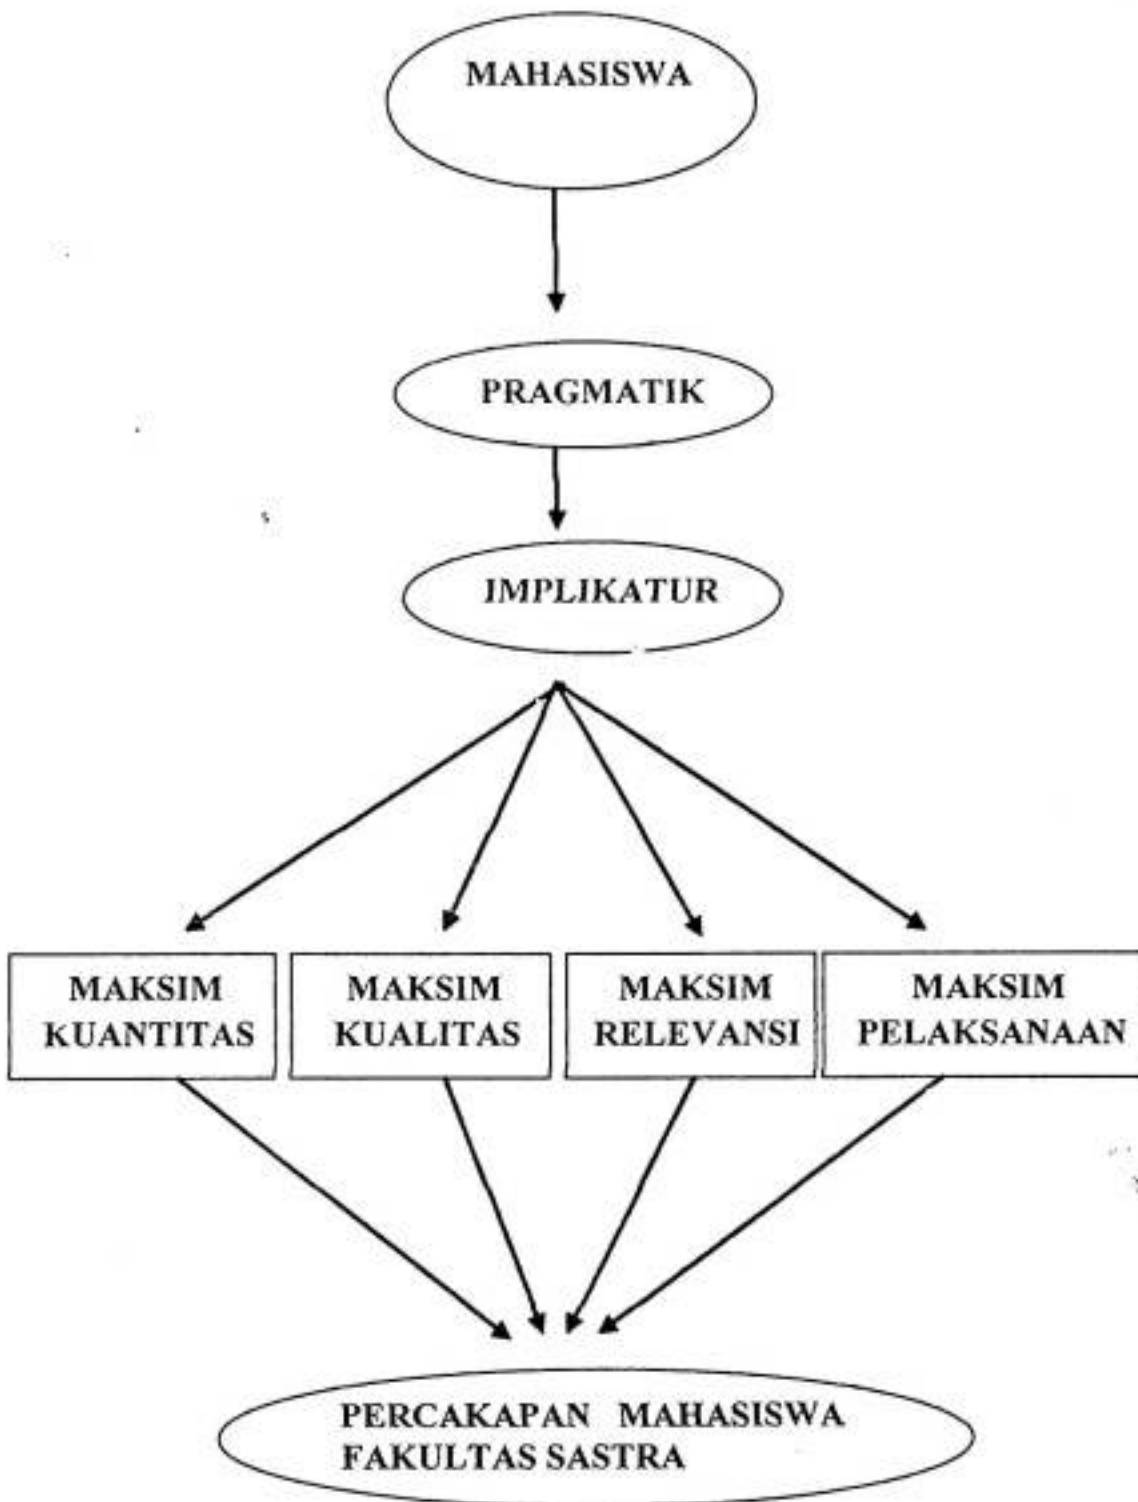 MAHASISWA
PRAGMATIK
IMPLIKATUR
MAKSIM
KUANTITAS
MAKSIM
KUALITAS
MAKSIM
RELEVANSI
MAKSIM
PELAKSANAAN
PERCAKAPAN MAHASISWA
FAKULTAS SASTRA